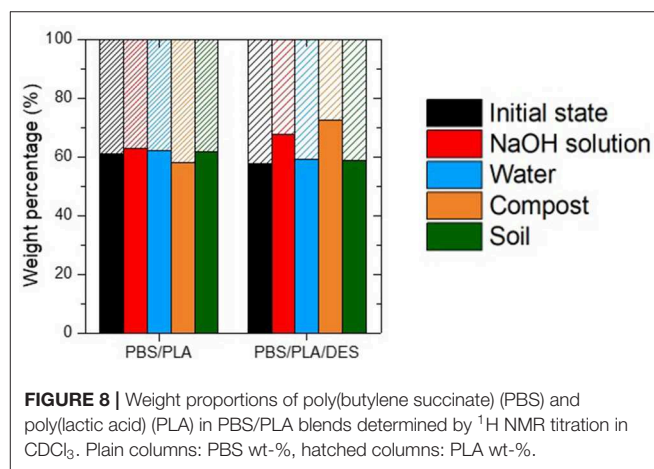 100
80
60
40
20
0
Weight percentage (%)
PBS/PLA PBS/PLA/DES
Initial state
NaOH solution
Water
Compost
Soil
FIGURE 8 | Weight proportions of poly(butylene succinate) (PBS) and
poly(lactic acid) (PLA) in PBS/PLA blends determined by ¹H NMR titration in
CDCl₃. Plain columns: PBS wt-%, hatched columns: PLA wt-%.